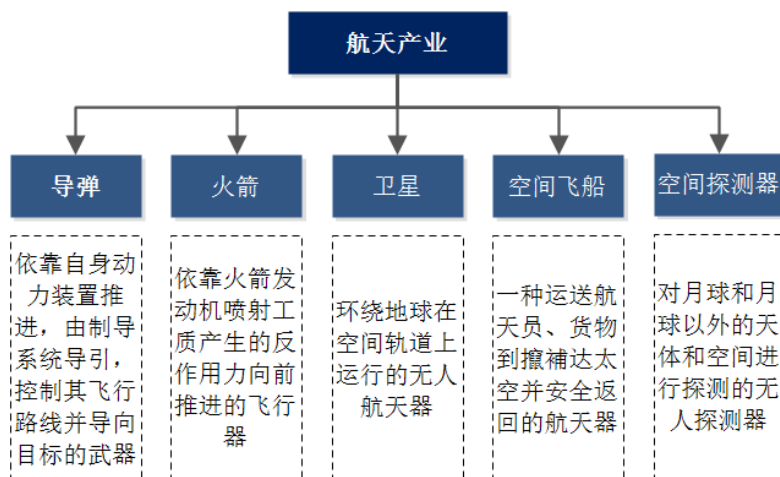 航天产业
导弹
火箭
卫星
空间飞船
空间探测器
依靠自身动
力装置推
进，由制导
系统导引，
控制其飞行
路线并导向
目标的武器
依靠火箭发
动机喷射工
质产生的反
作用力向前
推进的飞行
器
环绕地球在
空间轨道上
运行的无人
航天器
一种运送航
天员、货物
到撺補达太
空并安全返
回的航天器
对月球和月
球以外的天
体和空间进
行探测的无
人探测器